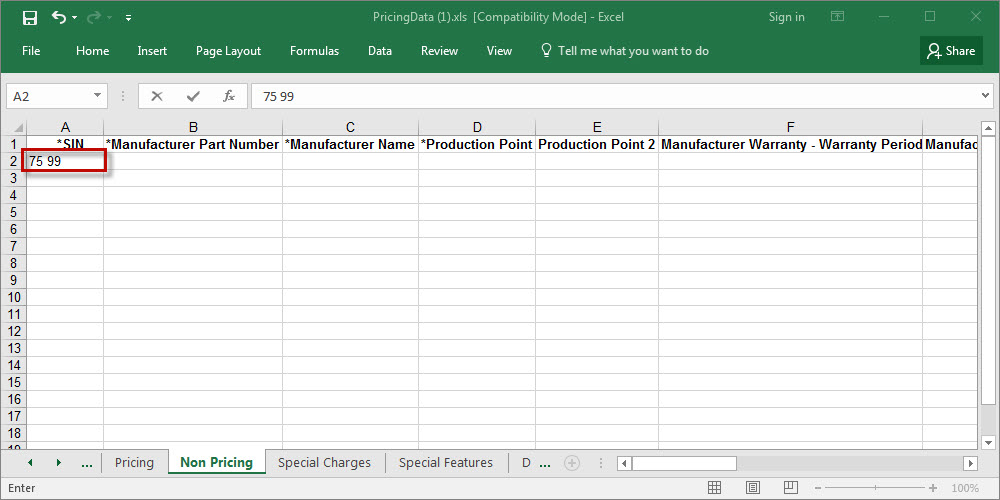 PricingData (1).xls [Compatibility Mode] - Excel
Sign in
File Home Insert Page Layout Formulas Data Review View Tell me what you want to do Share
A2 fx 75 99
A B C D E F
1 *SIN *Manufacturer Part Number *Manufacturer Name *Production Point Production Point 2 Manufacturer Warranty - Warranty Period Manufac
2 75 99
3
4
5
6
7
8
9
10
11
12
13
14
15
16
17
18
19
... Pricing Non Pricing Special Charges Special Features D ...
Enter 100%